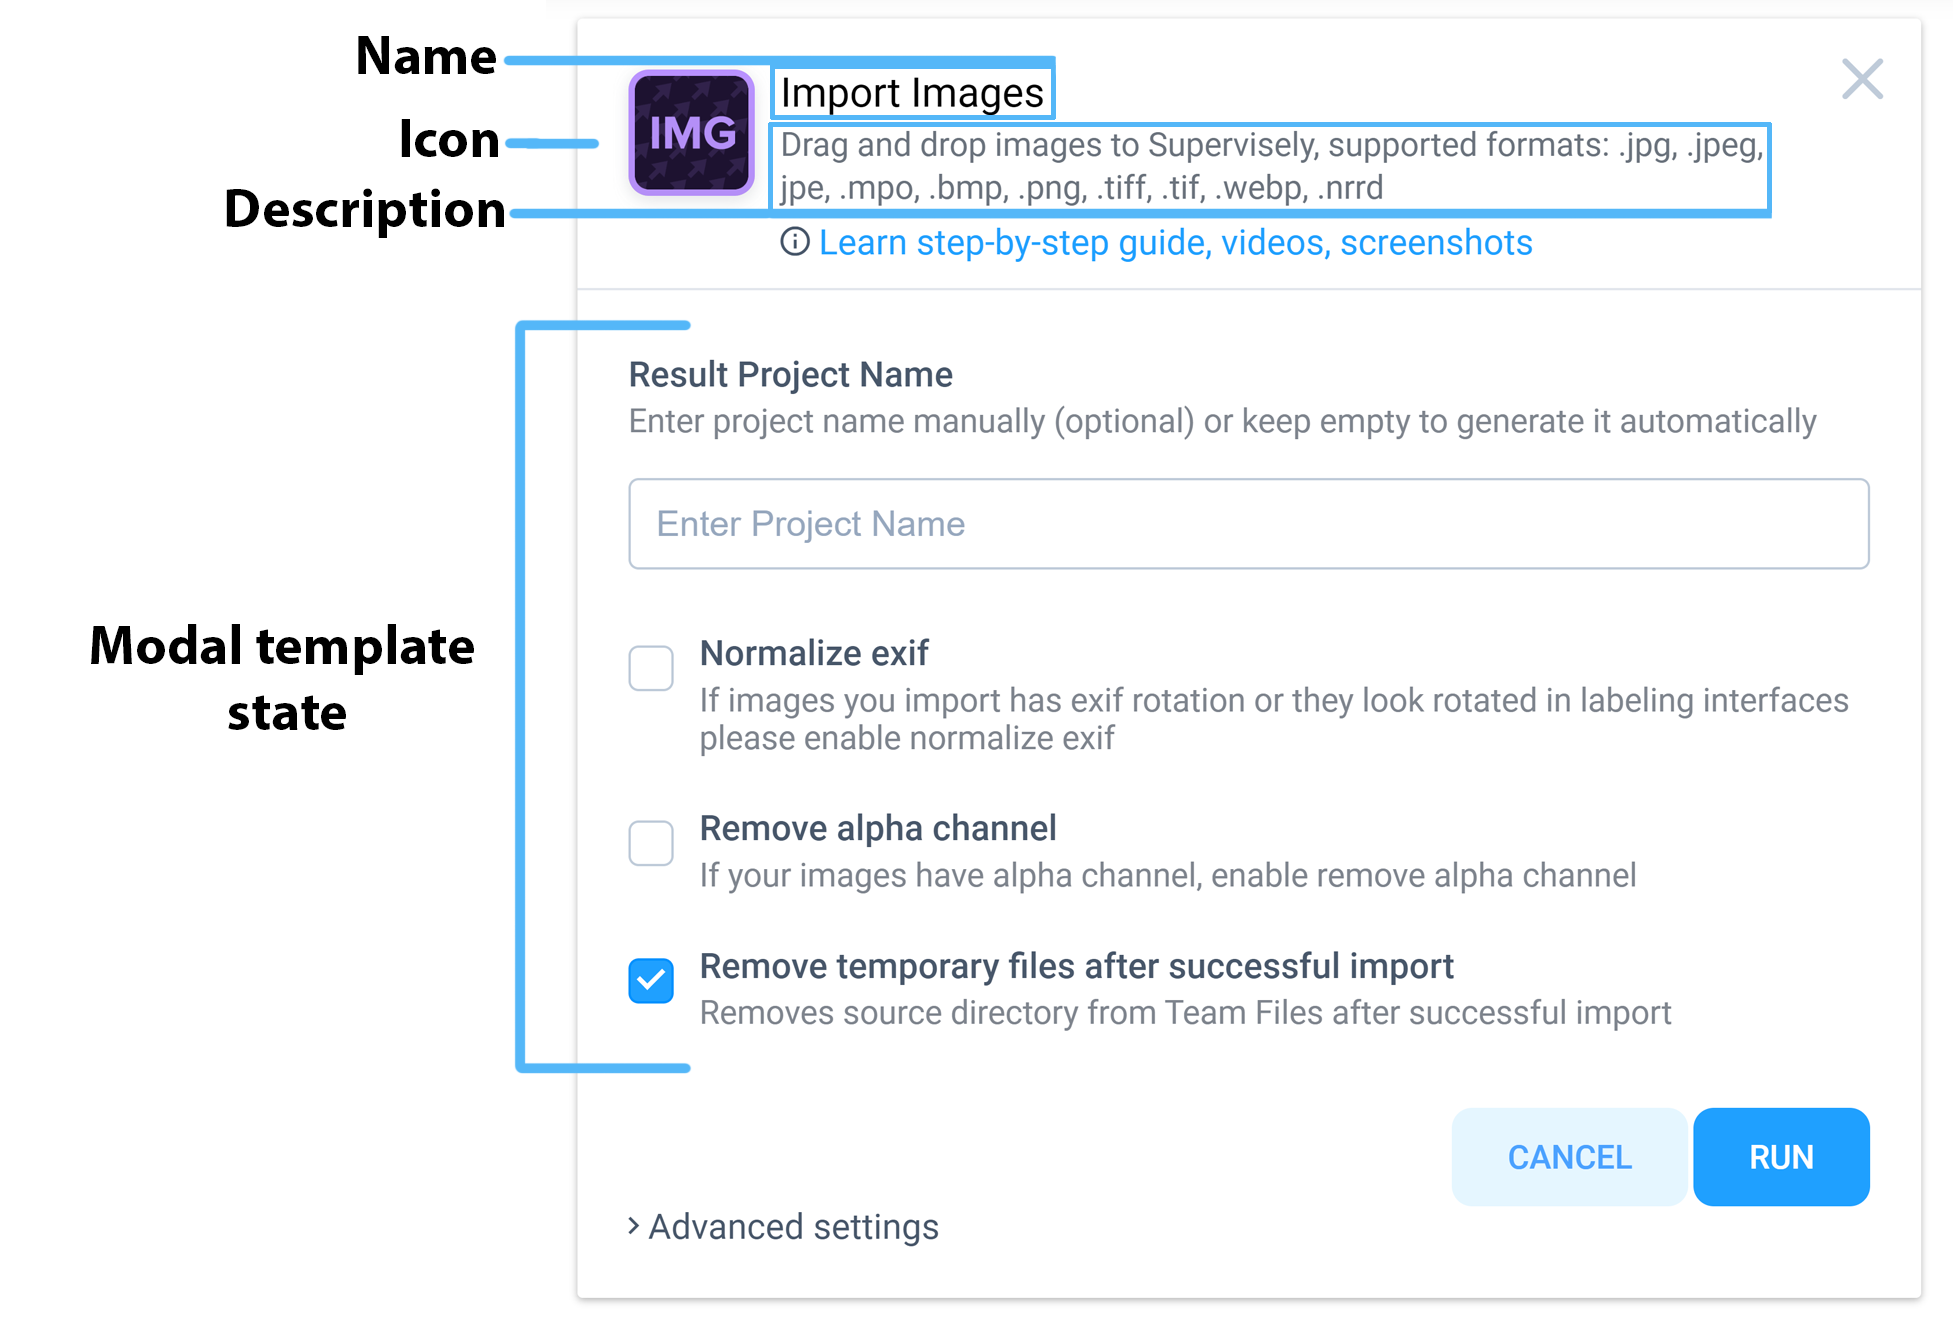 Name
Import Images
Icon
IMG
Drag and drop images to Supervisely, supported formats: .jpg, .jpeg,
jpe, .mpo, .bmp, .png, .tiff, .tif, .webp, .nrrd
Description
Learn step-by-step guide, videos, screenshots
Result Project Name
Enter project name manually (optional) or keep empty to generate it automatically
Enter Project Name
Modal template
state
Normalize exif
If images you import has exif rotation or they look rotated in labeling interfaces
please enable normalize exif
Remove alpha channel
If your images have alpha channel, enable remove alpha channel
Remove temporary files after successful import
Removes source directory from Team Files after successful import
CANCEL
RUN
> Advanced settings